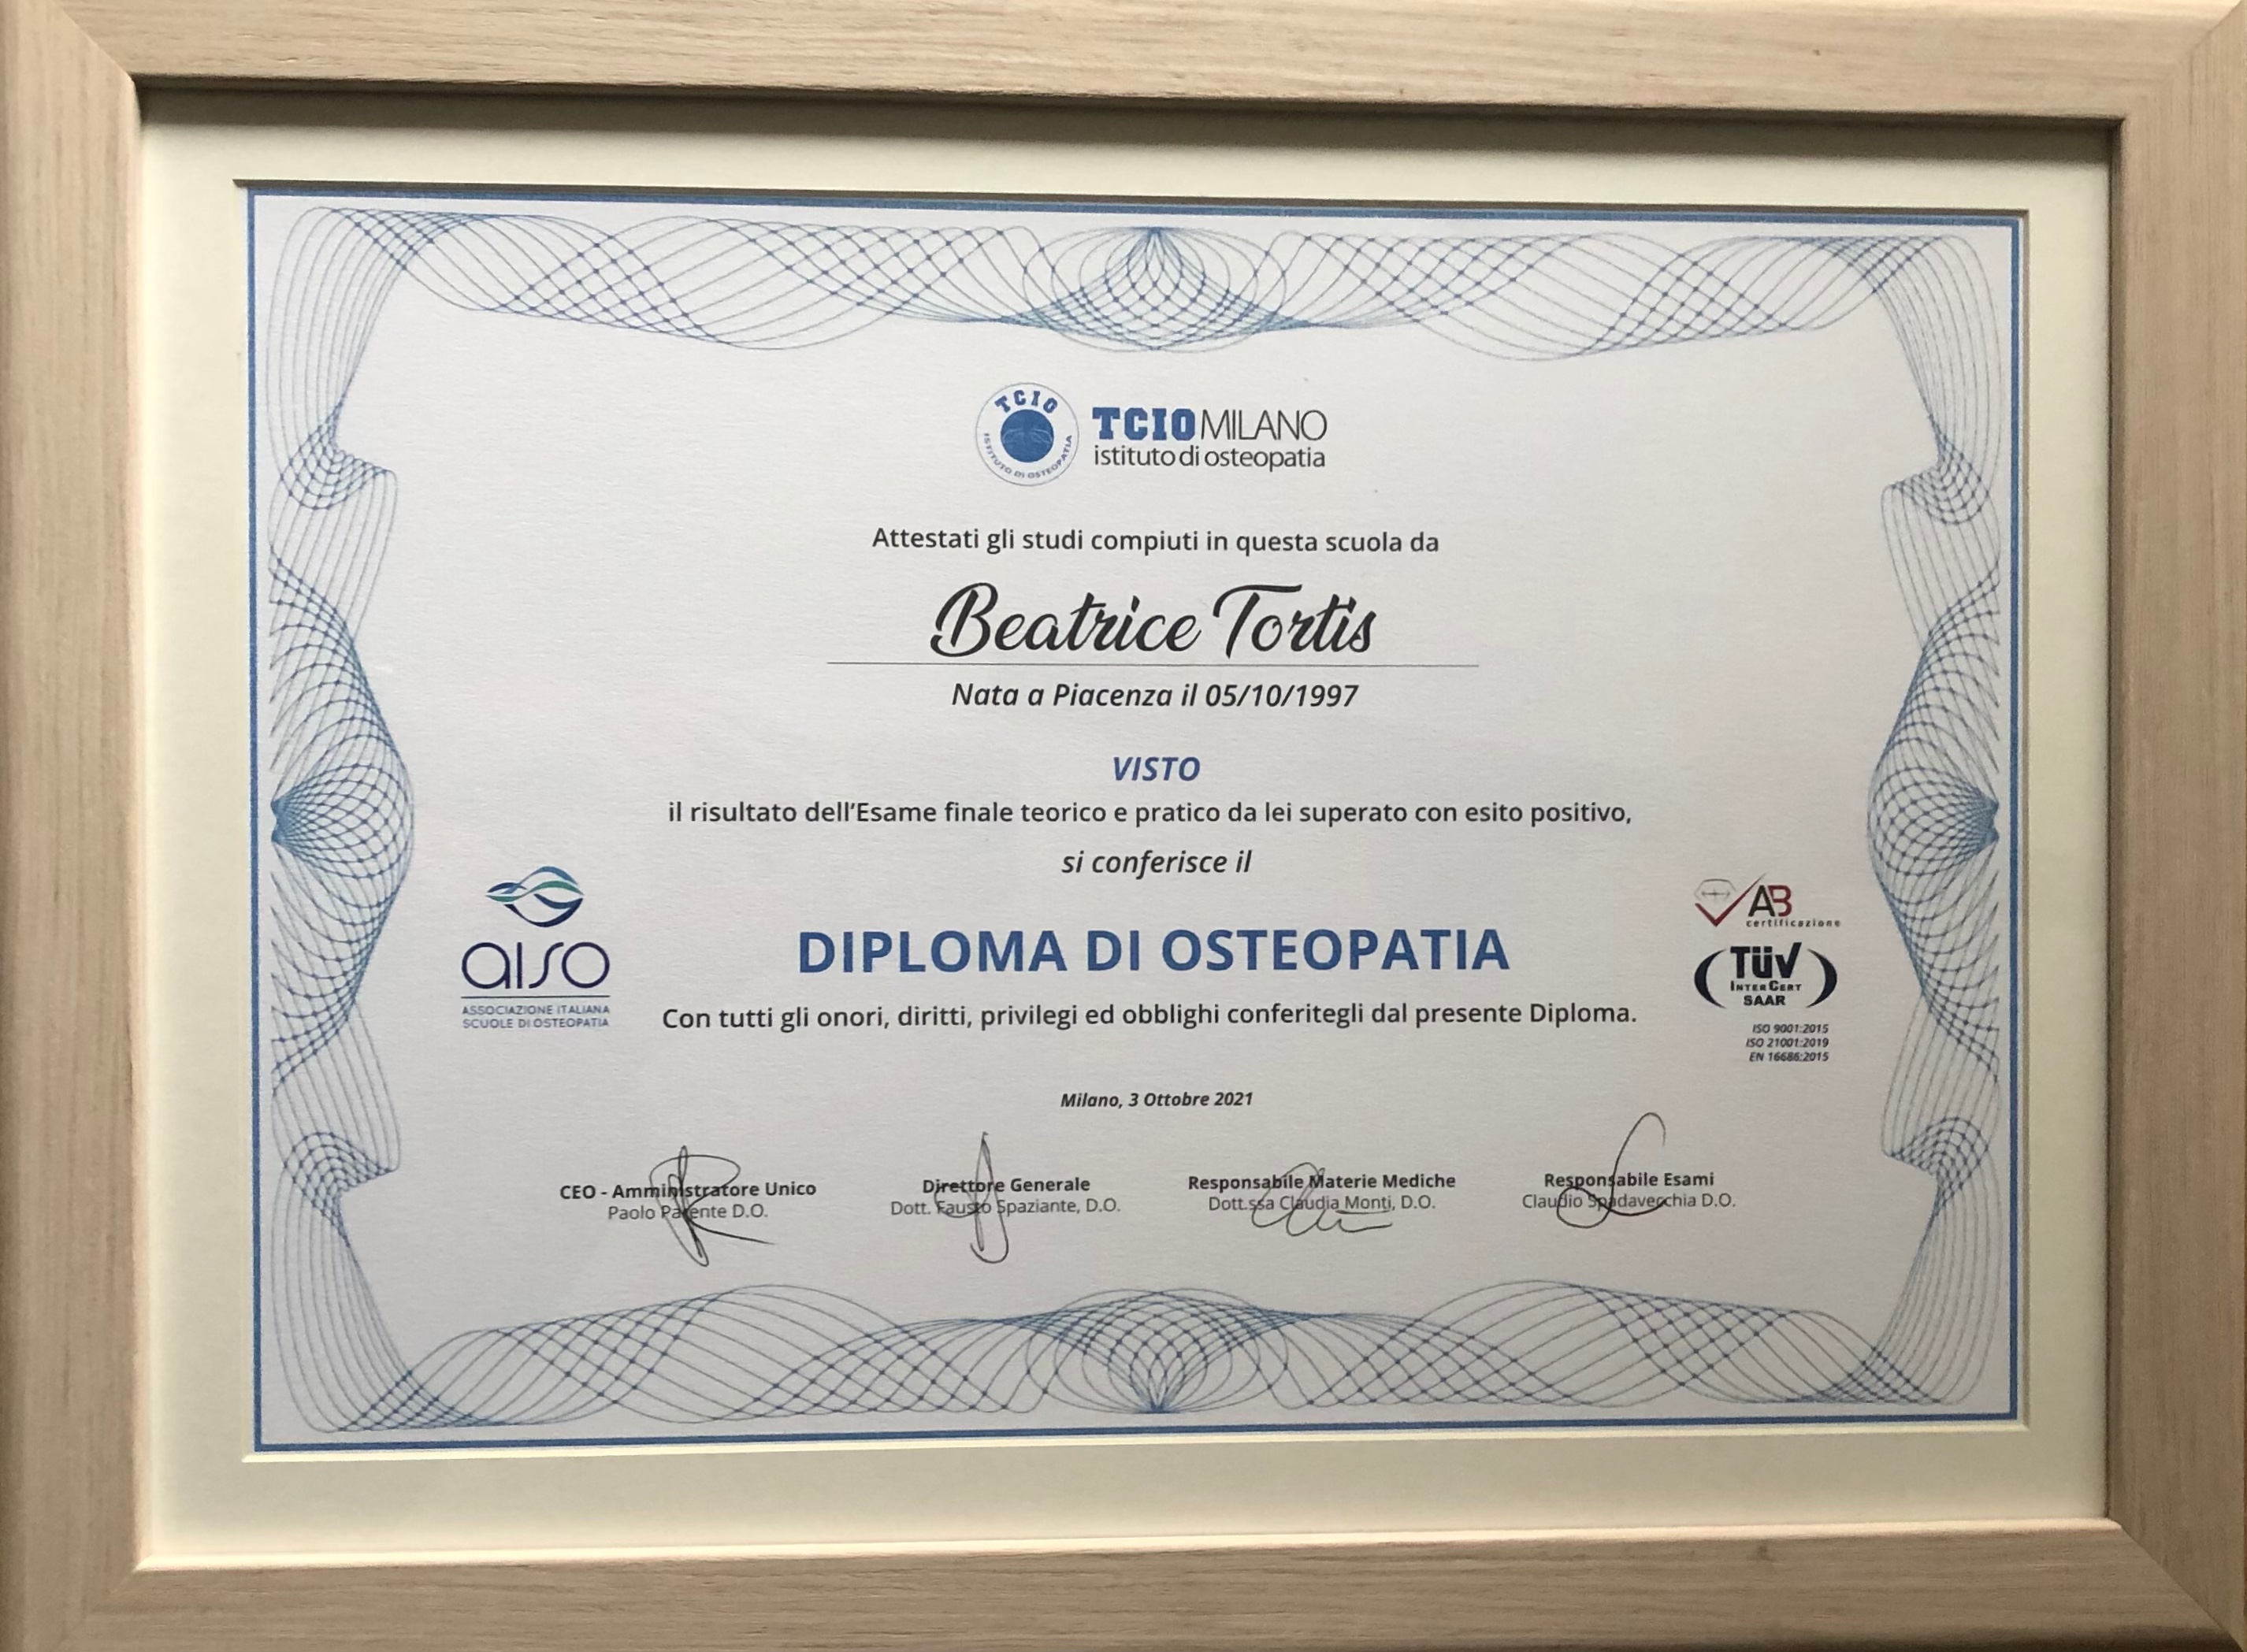 TCIO
ISTITUTO DI OSTEOPATIA
TCIO MILANO
istituto di osteopatia
Attestati gli studi compiuti in questa scuola da
Beatrice Tortis
Nata a Piacenza il 05/10/1997
VISTO
il risultato dell'Esame finale teorico e pratico da lei superato con esito positivo,
si conferisce il
DIPLOMA DI OSTEOPATIA
Con tutti gli onori, diritti, privilegi ed obblighi conferitegli dal presente Diploma.
aiso
ASSOCIAZIONE ITALIANA
SCUOLE DI OSTEOPATIA
AB
certificazione
TÜV
INTERCERT
SAAR
ISO 9001:2015
ISO 21001:2019
EN 16686:2015
Milano, 3 Ottobre 2021
CEO - Amministratore Unico
Paolo Parente D.O.
Direttore Generale
Dott. Fausto Spaziante, D.O.
Responsabile Materie Mediche
Dott.ssa Claudia Monti, D.O.
Responsabile Esami
Claudio Spadavecchia D.O.